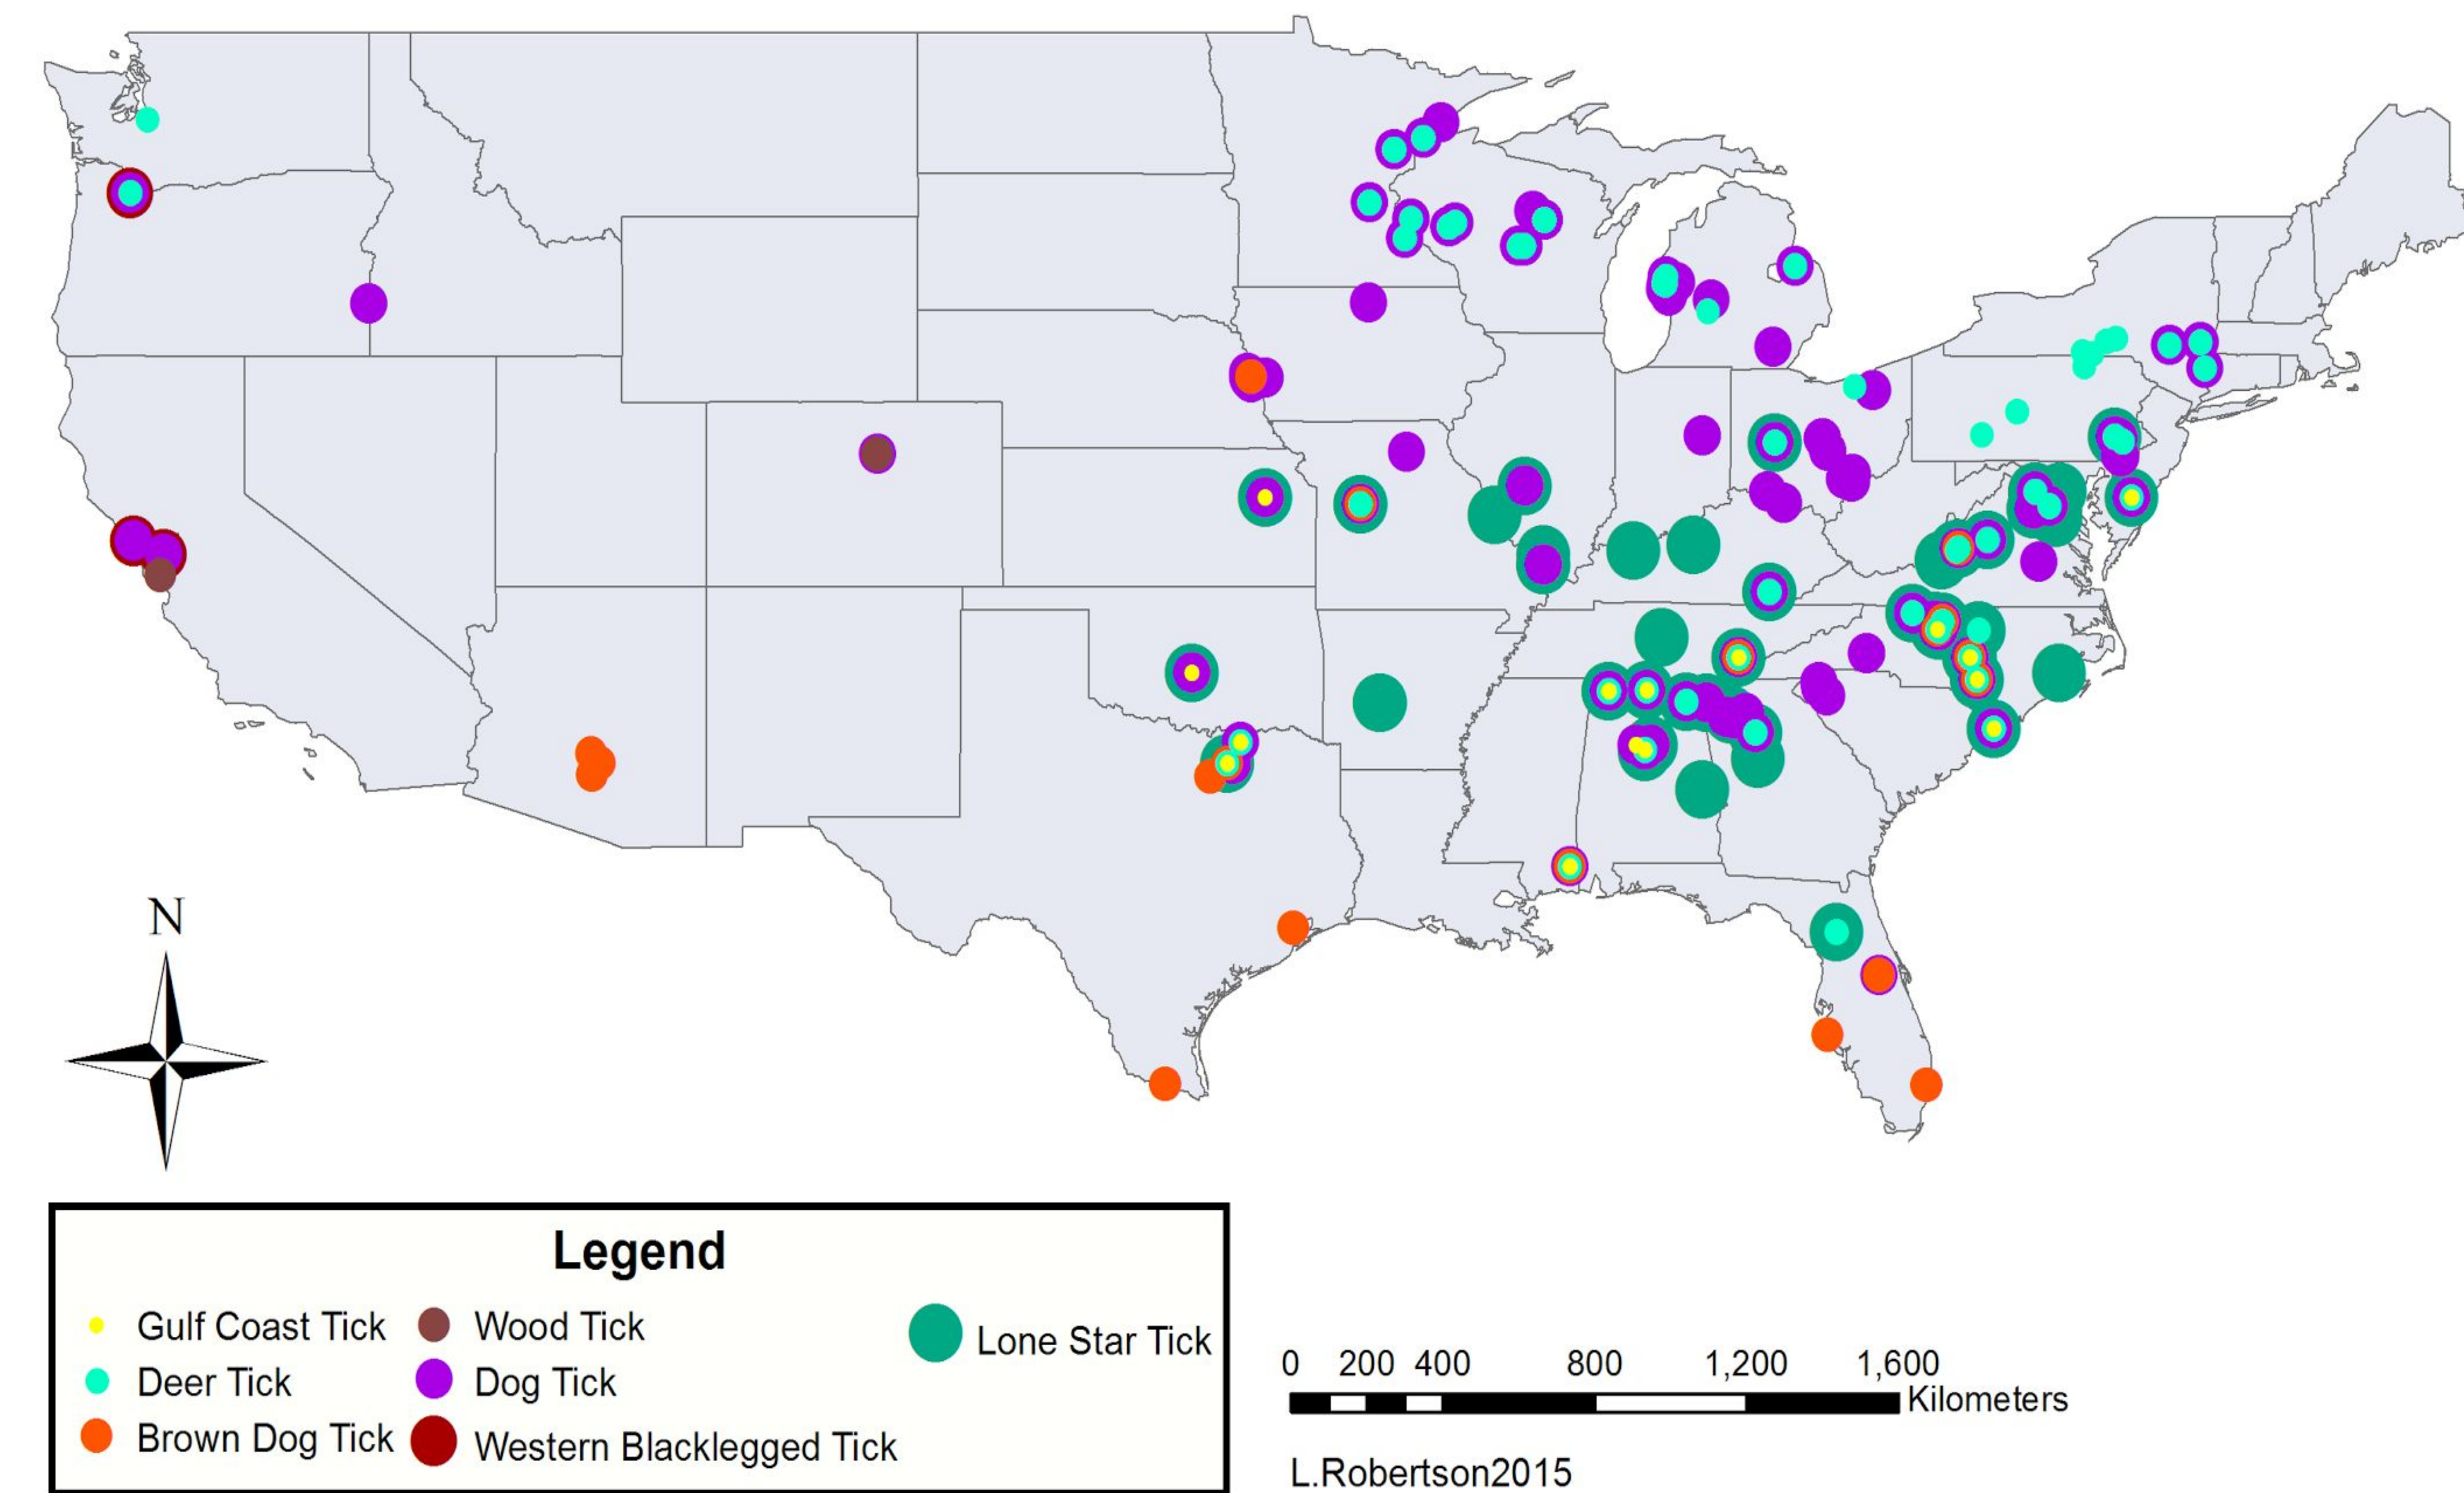 N
Legend
Gulf Coast Tick
Wood Tick
Lone Star Tick
Deer Tick
Dog Tick
Brown Dog Tick
Western Blacklegged Tick
0 200 400 800 1,200 1,600
Kilometers
L.Robertson2015